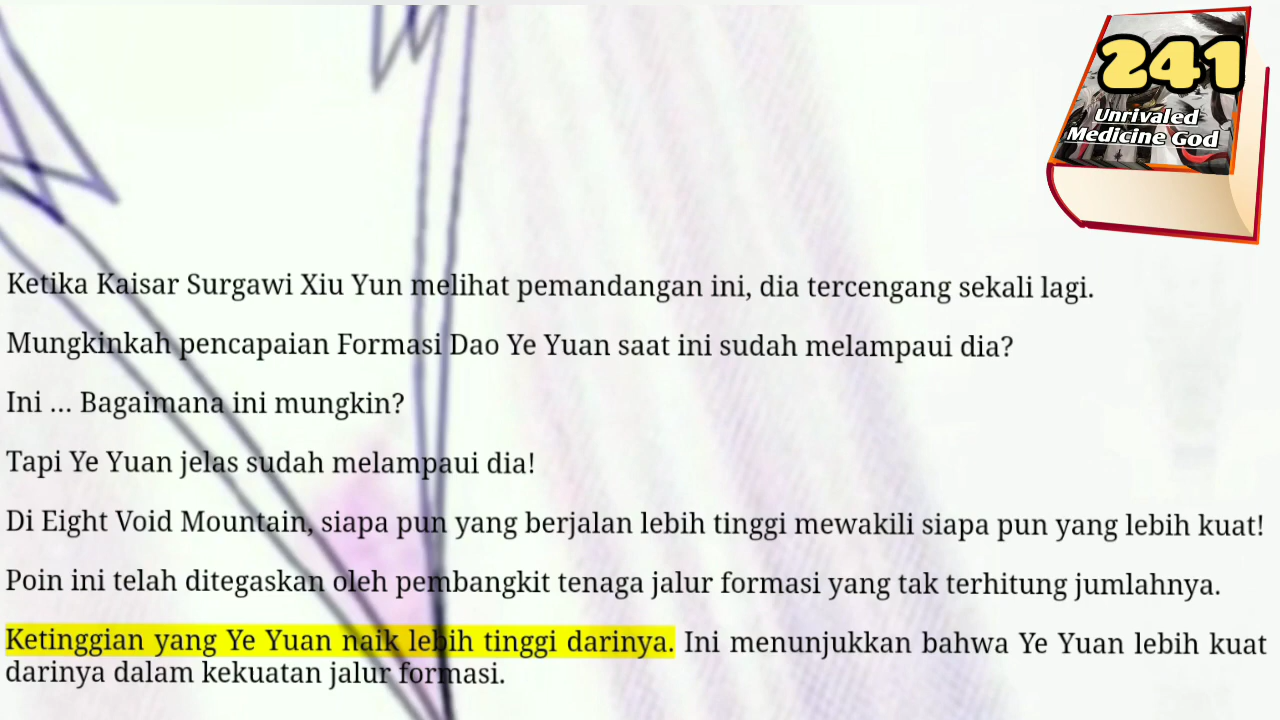 241
Unrivaled
Medicine God
Ketika Kaisar Surgawi Xiu Yun melihat pemandangan ini, dia tercengang sekali lagi.
Mungkinkah pencapaian Formasi Dao Ye Yuan saat ini sudah melampaui dia?
Ini ... Bagaimana ini mungkin?
Tapi Ye Yuan jelas sudah melampaui dia!
Di Eight Void Mountain, siapa pun yang berjalan lebih tinggi mewakili siapa pun yang lebih kuat!
Poin ini telah ditegaskan oleh pembangkit tenaga jalur formasi yang tak terhitung jumlahnya.
Ketinggian yang Ye Yuan naik lebih tinggi darinya. Ini menunjukkan bahwa Ye Yuan lebih kuat
darinya dalam kekuatan jalur formasi.